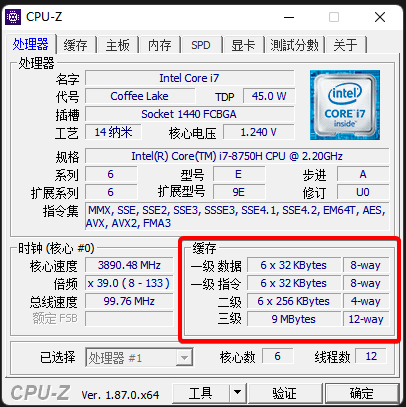 CPU-Z
处理器 缓存 主板 内存 SPD 显卡 測試分數 关于
处理器
名字 Intel Core i7
代号 Coffee Lake TDP 45.0 W
插槽 Socket 1440 FCBGA
工艺 14 纳米 核心电压 1.240 V
intel
CORE i7
inside
规格 Intel(R) Core(TM) i7-8750H CPU @ 2.20GHz
系列 6 型号 E 步进 A
扩展系列 6 扩展型号 9E 修订 U0
指令集 MMX, SSE, SSE2, SSE3, SSSE3, SSE4.1, SSE4.2, EM64T, AES,
AVX, AVX2, FMA3
时钟 (核心 #0)
核心速度 3890.48 MHz
倍频 x 39.0 ( 8 - 133 )
总线速度 99.76 MHz
额定 FSB
缓存
一级 数据 6 x 32 KBytes 8-way
一级 指令 6 x 32 KBytes 8-way
二级 6 x 256 KBytes 4-way
三级 9 MBytes 12-way
已选择 处理器 #1 核心数 6 线程数 12
CPU-Z Ver. 1.87.0.x64 工具 验证 确定